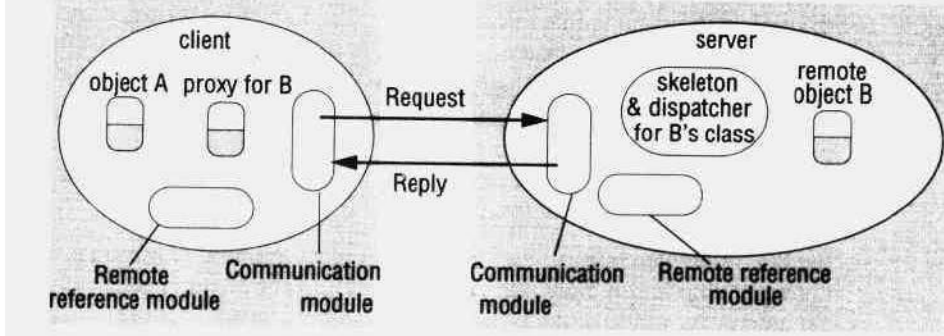 client
server
object A
proxy for B
Request
Reply
skeleton
& dispatcher
for B's class
remote
object B
Remote
reference module
Communication
module
Communication
module
Remote reference
module